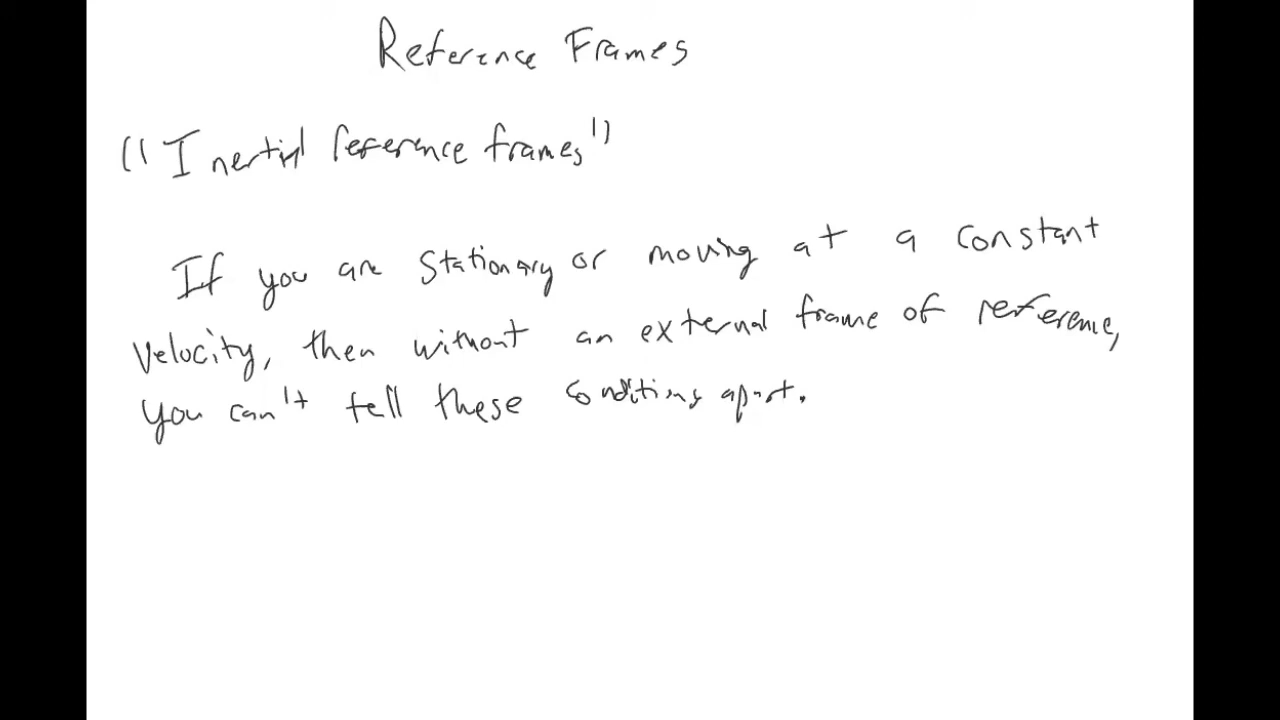 Reference Frames
"Inertial reference frames"
If you are stationary or moving at a constant
velocity, then without an external frame of reference,
you can't tell these conditions apart.